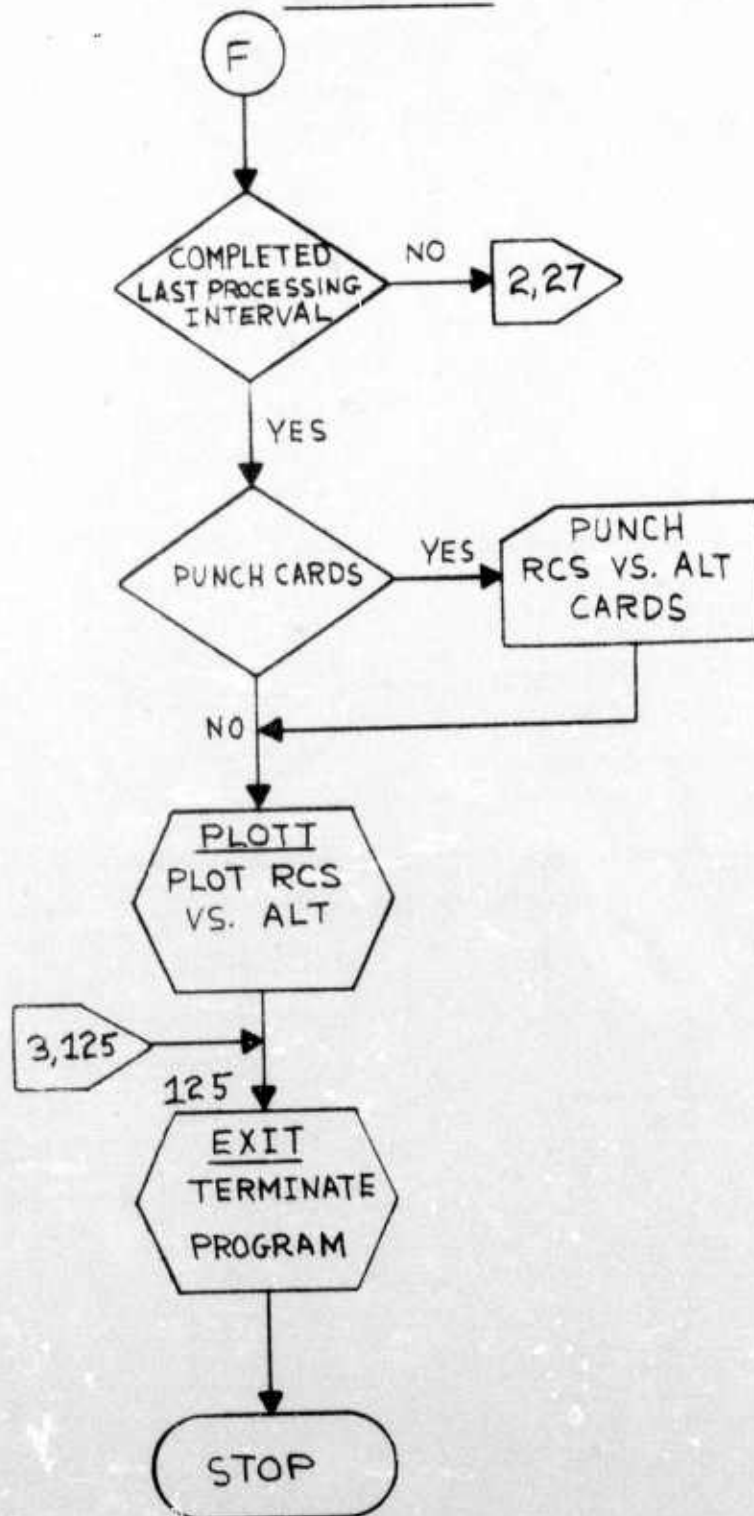 F
COMPLETED
LAST PROCESSING
INTERVAL
NO
2,27
YES
PUNCH CARDS
YES
PUNCH
RCS VS. ALT
CARDS
NO
PLOTT
PLOT RCS
VS. ALT
3,125
125
EXIT
TERMINATE
PROGRAM
STOP